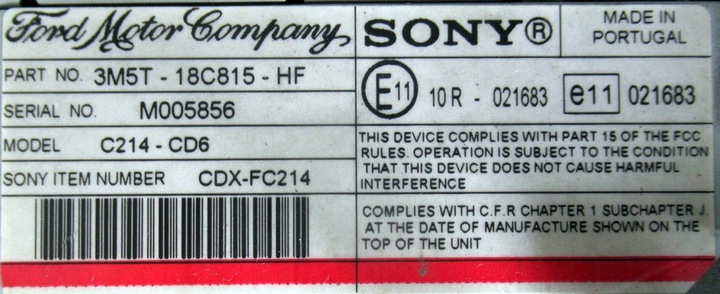 Ford Motor Company
SONY®
MADE IN
PORTUGAL
PART NO. 3M5T - 18C815 - HF
SERIAL NO. M005856
MODEL C214 - CD6
SONY ITEM NUMBER CDX-FC214
E11 10 R - 021683 e11 021683
THIS DEVICE COMPLIES WITH PART 15 OF THE FCC
RULES. OPERATION IS SUBJECT TO THE CONDITION
THAT THIS DEVICE DOES NOT CAUSE HARMFUL
INTERFERENCE
COMPLIES WITH C.F.R CHAPTER 1 SUBCHAPTER J
AT THE DATE OF MANUFACTURE SHOWN ON THE
TOP OF THE UNIT